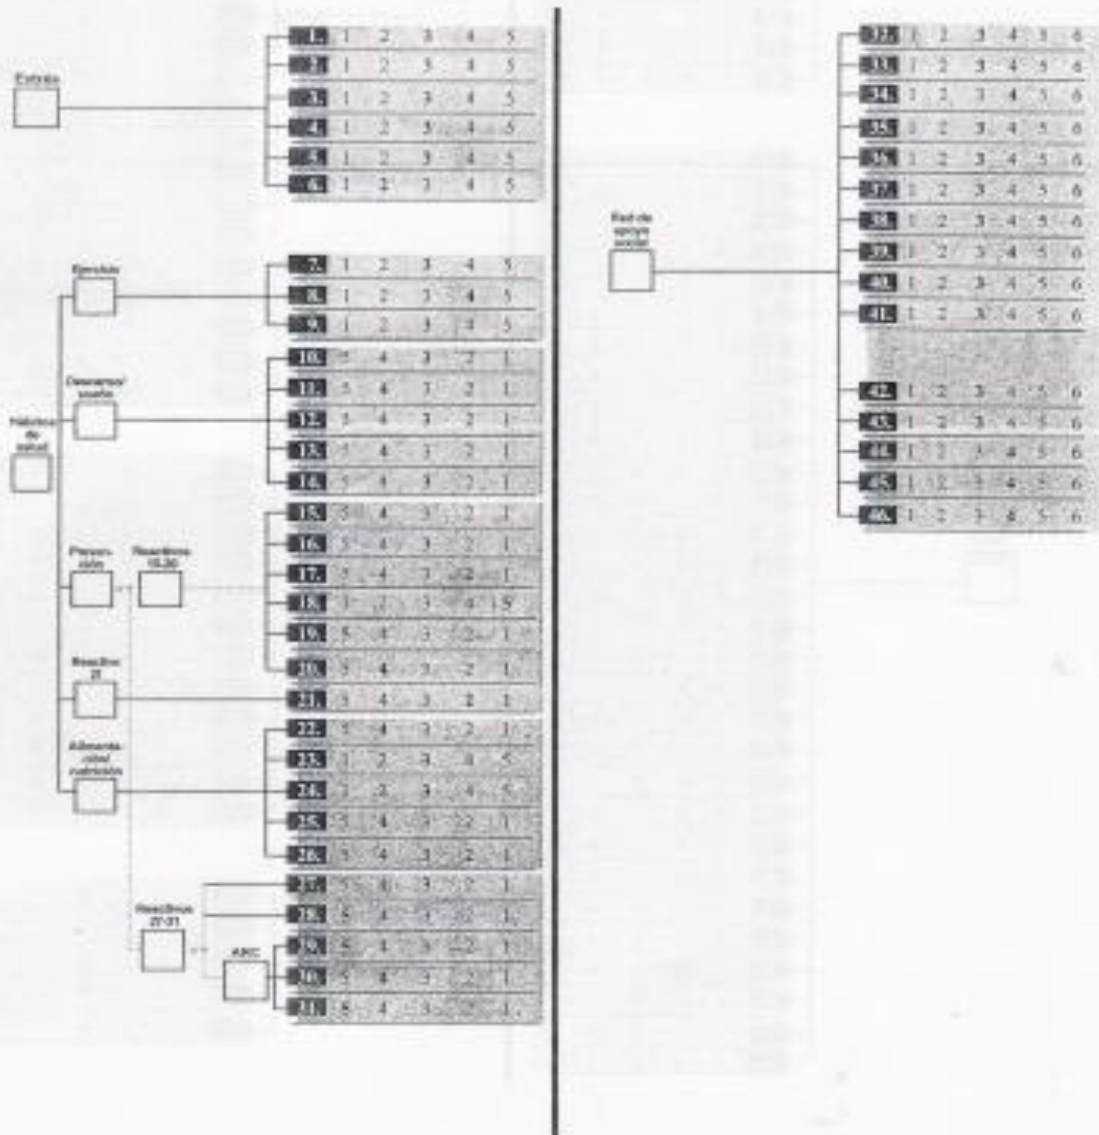 Estrés
1. 1 2 3 4 5
2. 1 2 3 4 5
3. 1 2 3 4 5
4. 1 2 3 4 5
5. 1 2 3 4 5
6. 1 2 3 4 5
Hábitos
de
salud
Ejercicio
7. 1 2 3 4 5
8. 1 2 3 4 5
9. 1 2 3 4 5
Descanso/
sueño
10. 5 4 3 2 1
11. 5 4 3 2 1
12. 5 4 3 2 1
13. 5 4 3 2 1
14. 5 4 3 2 1
Preven-
ción
Reactivos
15-20
15. 5 4 3 2 1
16. 5 4 3 2 1
17. 5 4 3 2 1
18. 1 2 3 4 5
19. 5 4 3 2 1
20. 5 4 3 2 1
Reactivo
21
21. 5 4 3 2 1
Alimenta-
ción/
nutrición
22. 5 4 3 2 1
23. 1 2 3 4 5
24. 1 2 3 4 5
25. 5 4 3 2 1
26. 5 4 3 2 1
Reactivos
27-31
27. 5 4 3 2 1
28. 5 4 3 2 1
29. 5 4 3 2 1
30. 5 4 3 2 1
31. 5 4 3 2 1
Red de
apoyo
social
32. 1 2 3 4 5 6
33. 1 2 3 4 5 6
34. 1 2 3 4 5 6
35. 1 2 3 4 5 6
36. 1 2 3 4 5 6
37. 1 2 3 4 5 6
38. 1 2 3 4 5 6
39. 1 2 3 4 5 6
40. 1 2 3 4 5 6
41. 1 2 3 4 5 6
42. 1 2 3 4 5 6
43. 1 2 3 4 5 6
44. 1 2 3 4 5 6
45. 1 2 3 4 5 6
46. 1 2 3 4 5 6